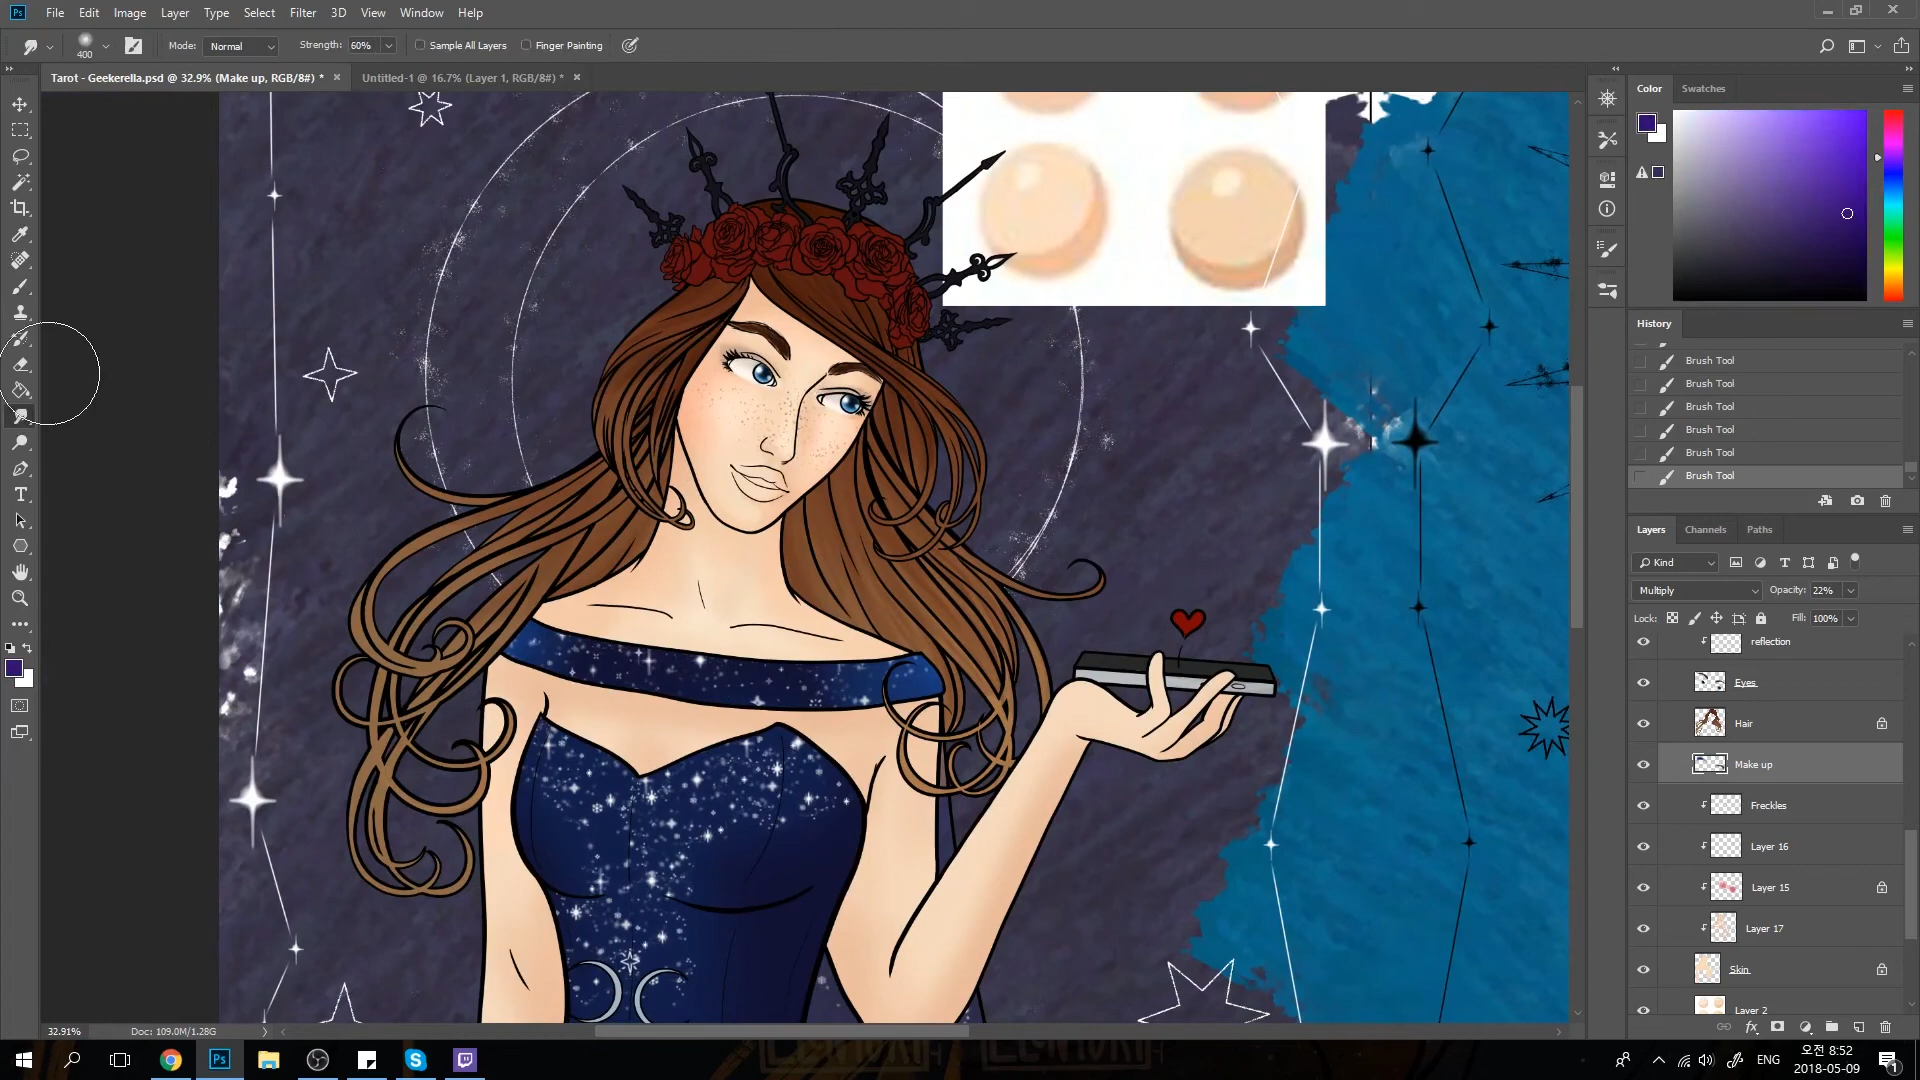 Ps File Edit Image Layer Type Select Filter 3D View Window Help
400 Mode: Normal Strength: 60% Sample All Layers Finger Painting
Tarot - Geekerella.psd @ 32.9% (Make up, RGB/8#) * × Untitled-1 @ 16.7% (Layer 1, RGB/8#) * ×
Color Swatches
History
Brush Tool
Brush Tool
Brush Tool
Brush Tool
Brush Tool
Brush Tool
Layers Channels Paths
Kind
Multiply Opacity: 22%
Lock: Fill: 100%
reflection
Eyes
Hair
Make up
Freckles
Layer 16
Layer 15
Layer 17
Skin
Layer 2
32.91% Doc: 109.0M/1.28G
ENG
오전 8:52
2018-05-09
1